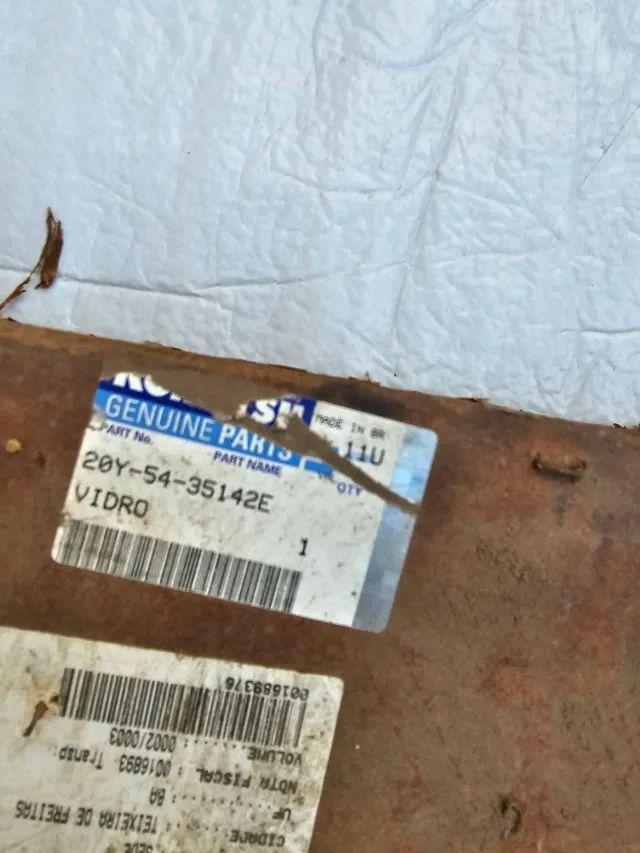 GENUINE PARTS
MADE IN BR
11U
PART No.
PART NAME
QTY
20Y-54-35142E
VIDRO
1
001689376
VOLUME: 0002/0003
NOTA FISCAL : 0016893 Transp:
UF : BA
CIDADE : TEIXEIRA DE FREITAS